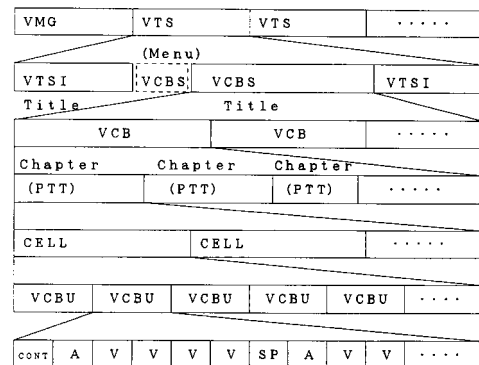 VMG VTS VTS ·····
(Menu)
VTSI VCBS VCBS VTSI
Title Title
VCB VCB ·····
Chapter Chapter Chapter
(PTT) (PTT) (PTT) ·····
CELL CELL ·····
VCBU VCBU VCBU VCBU VCBU ····
CONT A V V V V SP A V V ····